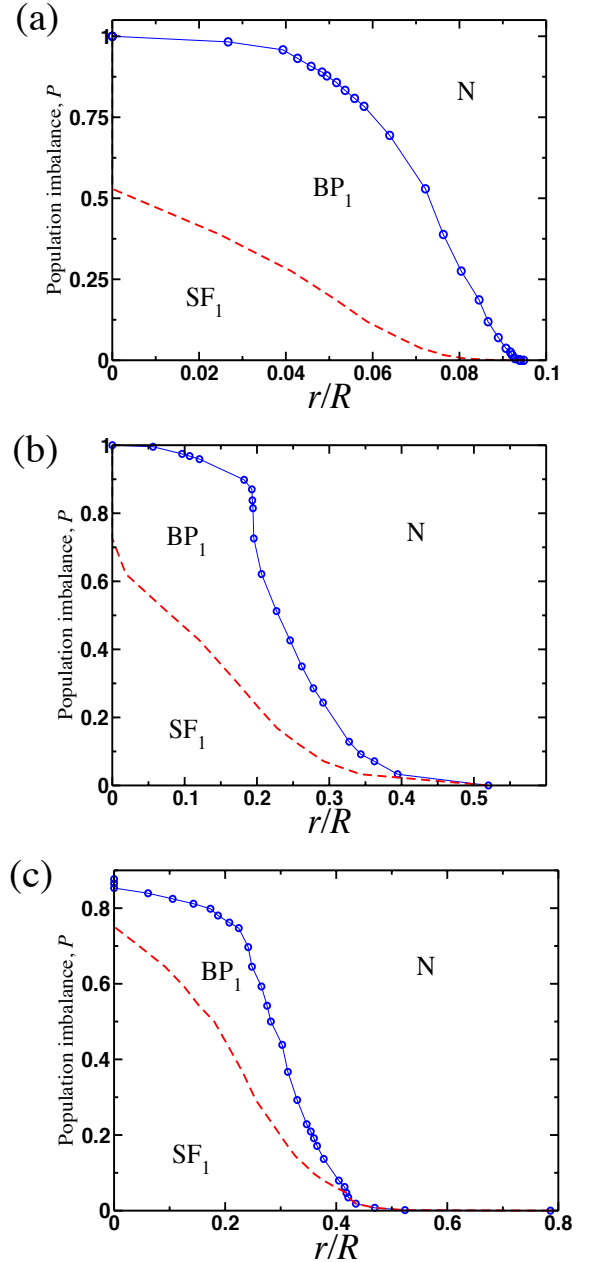 (a)
1
0.75
0.5
0.25
0
Population imbalance, P
N
BP1
SF1
0 0.02 0.04 0.06 0.08 0.1
r/R
(b)
1
0.8
0.6
0.4
0.2
0
Population imbalance, P
BP1
N
SF1
0 0.1 0.2 0.3 0.4 0.5
r/R
(c)
0.8
0.6
0.4
0.2
0
Population imbalance, P
BP1
N
SF1
0 0.2 0.4 0.6 0.8
r/R